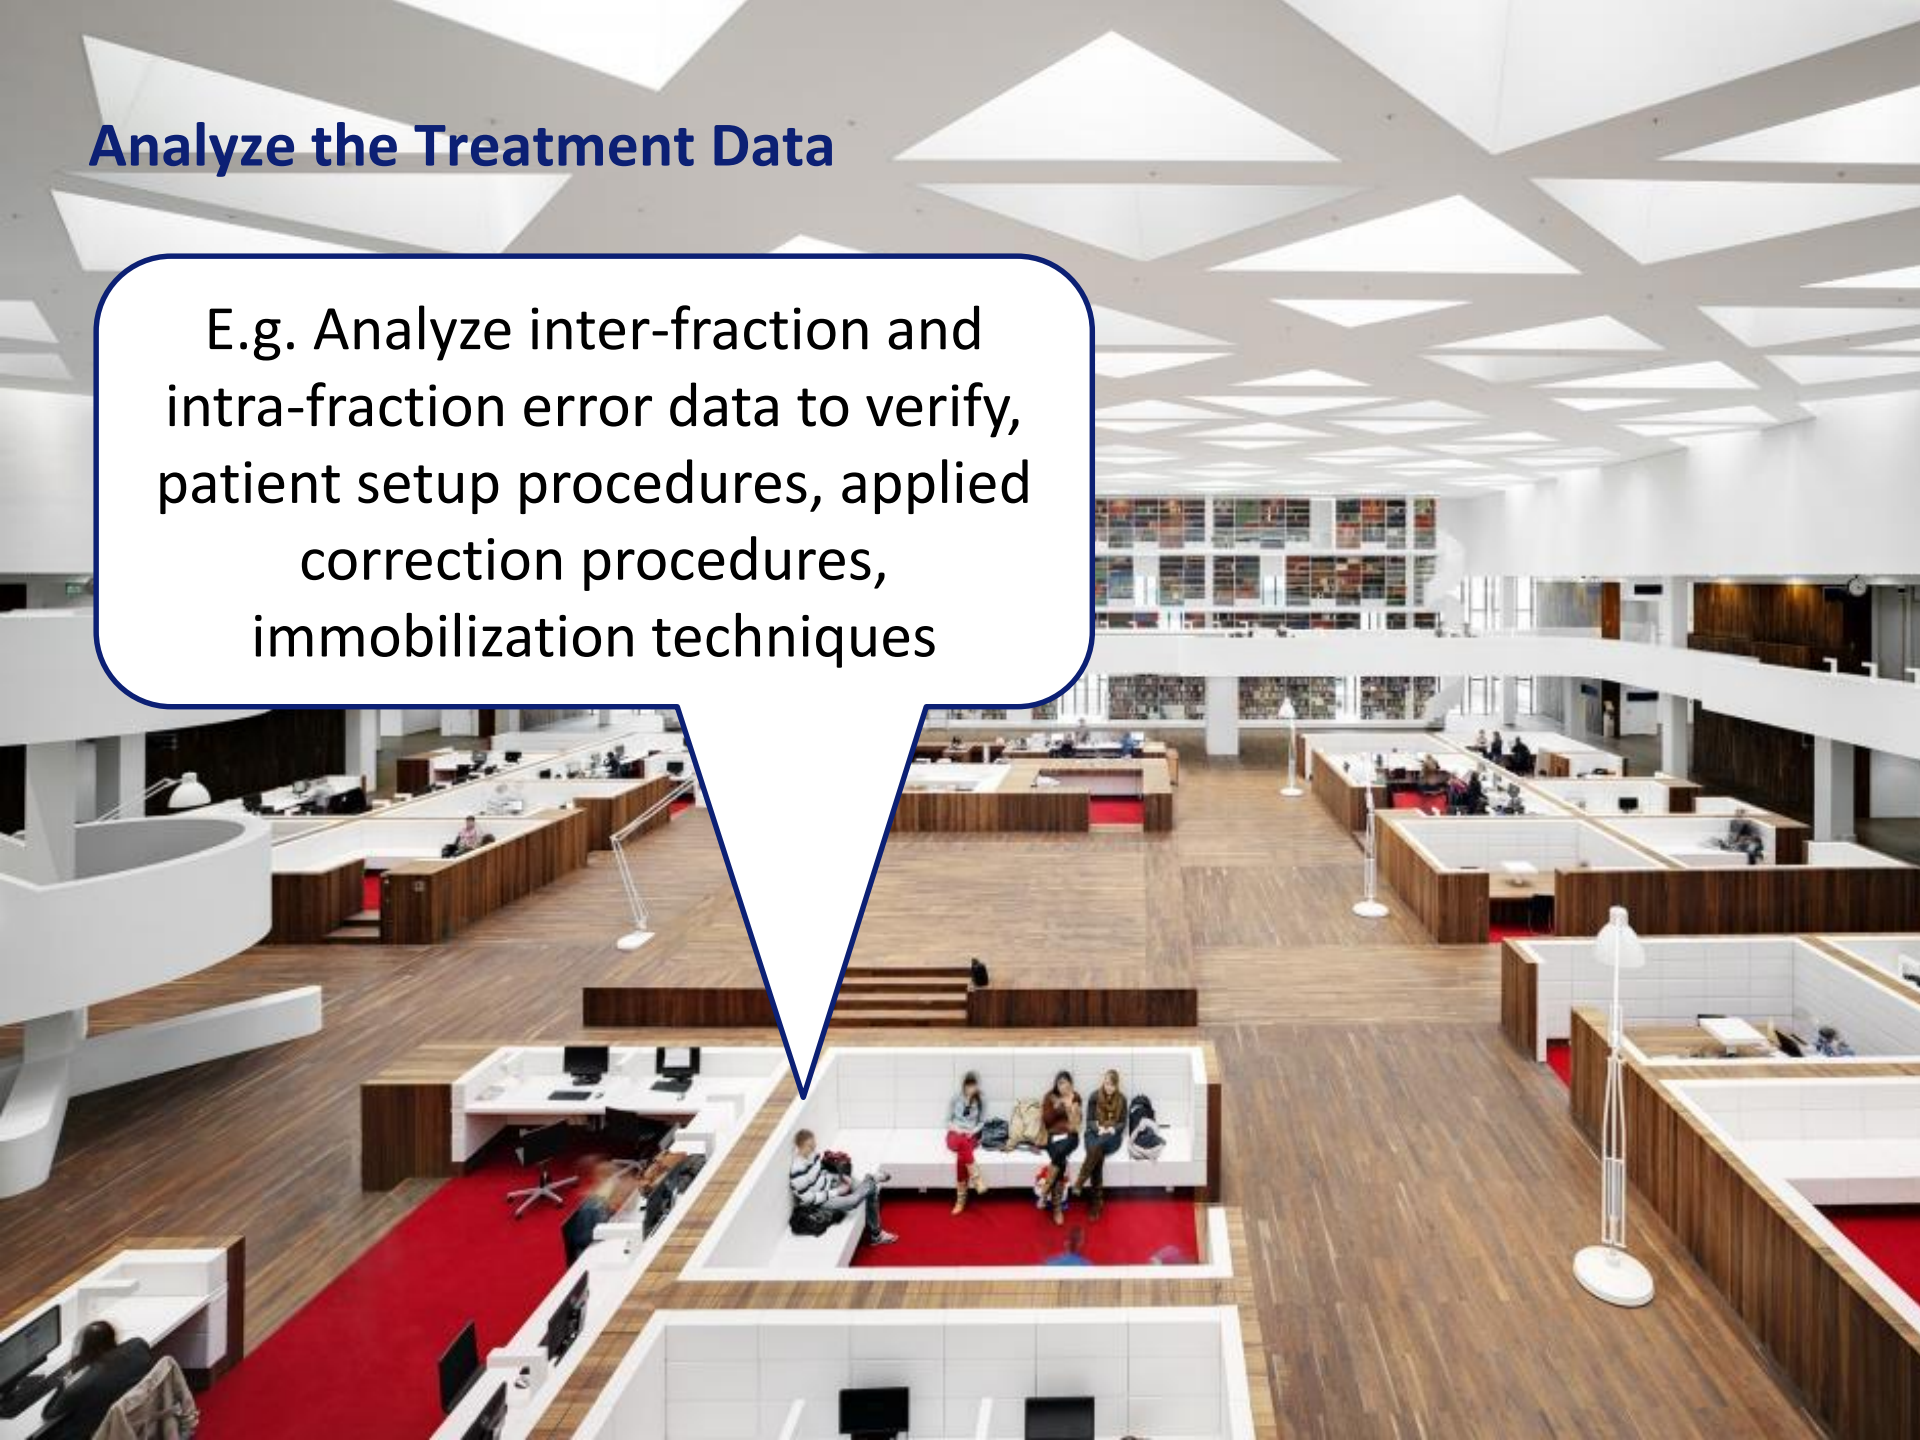 Analyze the Treatment Data
E.g. Analyze inter-fraction and
intra-fraction error data to verify,
patient setup procedures, applied
correction procedures,
immobilization techniques